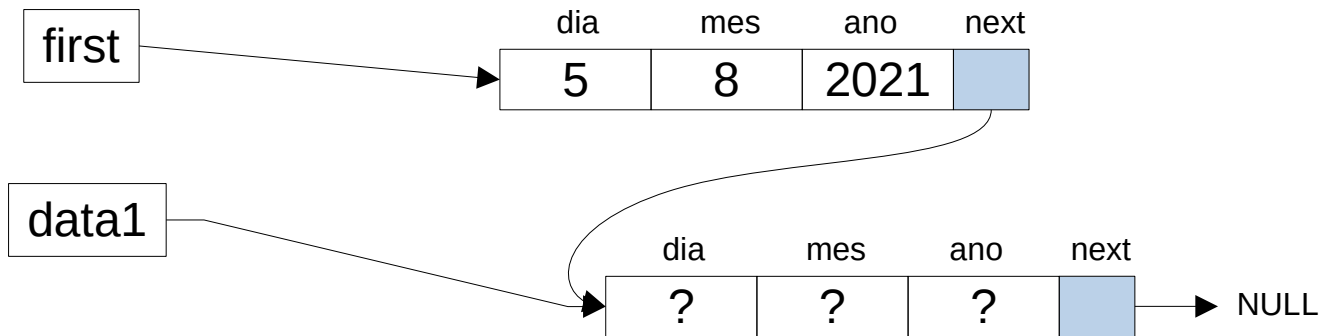 dia mes ano next
first
5 8 2021
data1
dia mes ano next
? ? ? NULL